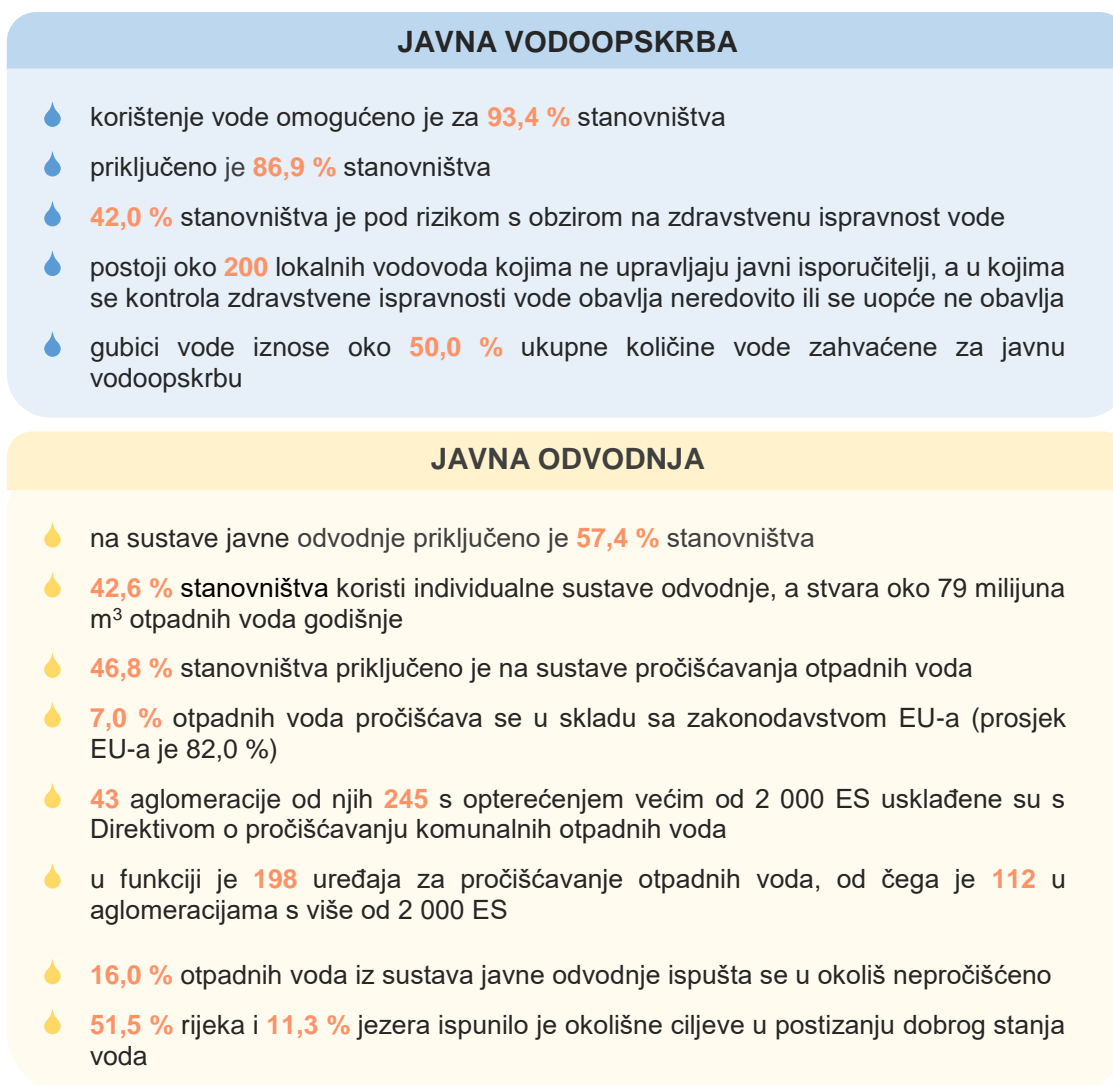 JAVNA VODOOPSKRBA
korištenje vode omogućeno je za 93,4 % stanovništva
priključeno je 86,9 % stanovništva
42,0 % stanovništva je pod rizikom s obzirom na zdravstvenu ispravnost vode
postoji oko 200 lokalnih vodovoda kojima ne upravljaju javni isporučitelji, a u kojima
se kontrola zdravstvene ispravnosti vode obavlja neredovito ili se uopće ne obavlja
gubici vode iznose oko 50,0 % ukupne količine vode zahvaćene za javnu
vodoopskrbu
JAVNA ODVODNJA
na sustave javne odvodnje priključeno je 57,4 % stanovništva
42,6 % stanovništva koristi individualne sustave odvodnje, a stvara oko 79 milijuna
m³ otpadnih voda godišnje
46,8 % stanovništva priključeno je na sustave pročišćavanja otpadnih voda
7,0 % otpadnih voda pročišćava se u skladu sa zakonodavstvom EU-a (prosjek
EU-a je 82,0 %)
43 aglomeracije od njih 245 s opterećenjem većim od 2 000 ES usklađene su s
Direktivom o pročišćavanju komunalnih otpadnih voda
u funkciji je 198 uređaja za pročišćavanje otpadnih voda, od čega je 112 u
aglomeracijama s više od 2 000 ES
16,0 % otpadnih voda iz sustava javne odvodnje ispušta se u okoliš nepročišćeno
51,5 % rijeka i 11,3 % jezera ispunilo je okolišne ciljeve u postizanju dobrog stanja
voda